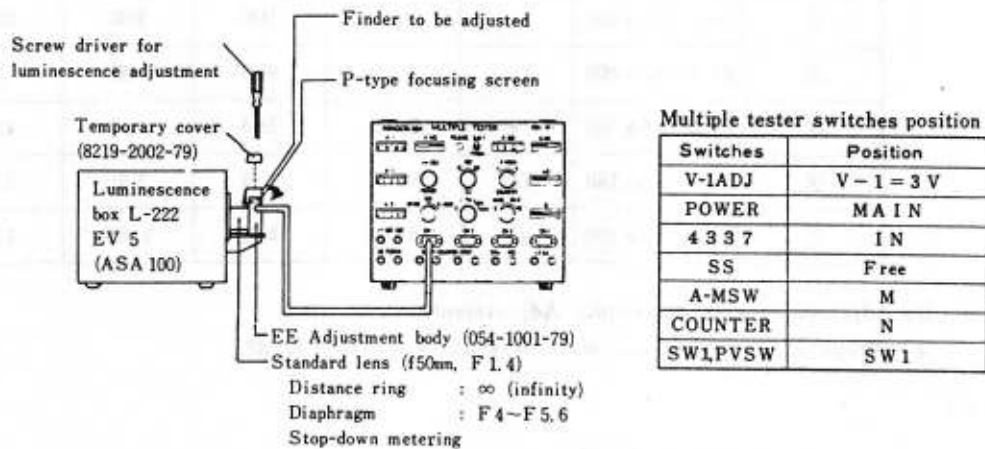 Finder to be adjusted
Screw driver for
luminescence adjustment
P-type focusing screen
Temporary cover
(8219-2002-79)
Luminescence
box L-222
EV 5
(ASA 100)
MULTIPLE TESTER
EE Adjustment body (054-1001-79)
Standard lens (f50mm, F 1.4)
Distance ring : ∞ (infinity)
Diaphragm : F 4~F 5.6
Stop-down metering
Multiple tester switches position
Switches Position
V-1ADJ V-1=3V
POWER MAIN
4337 IN
SS Free
A-MSW M
COUNTER N
SW1,PVSW SW1